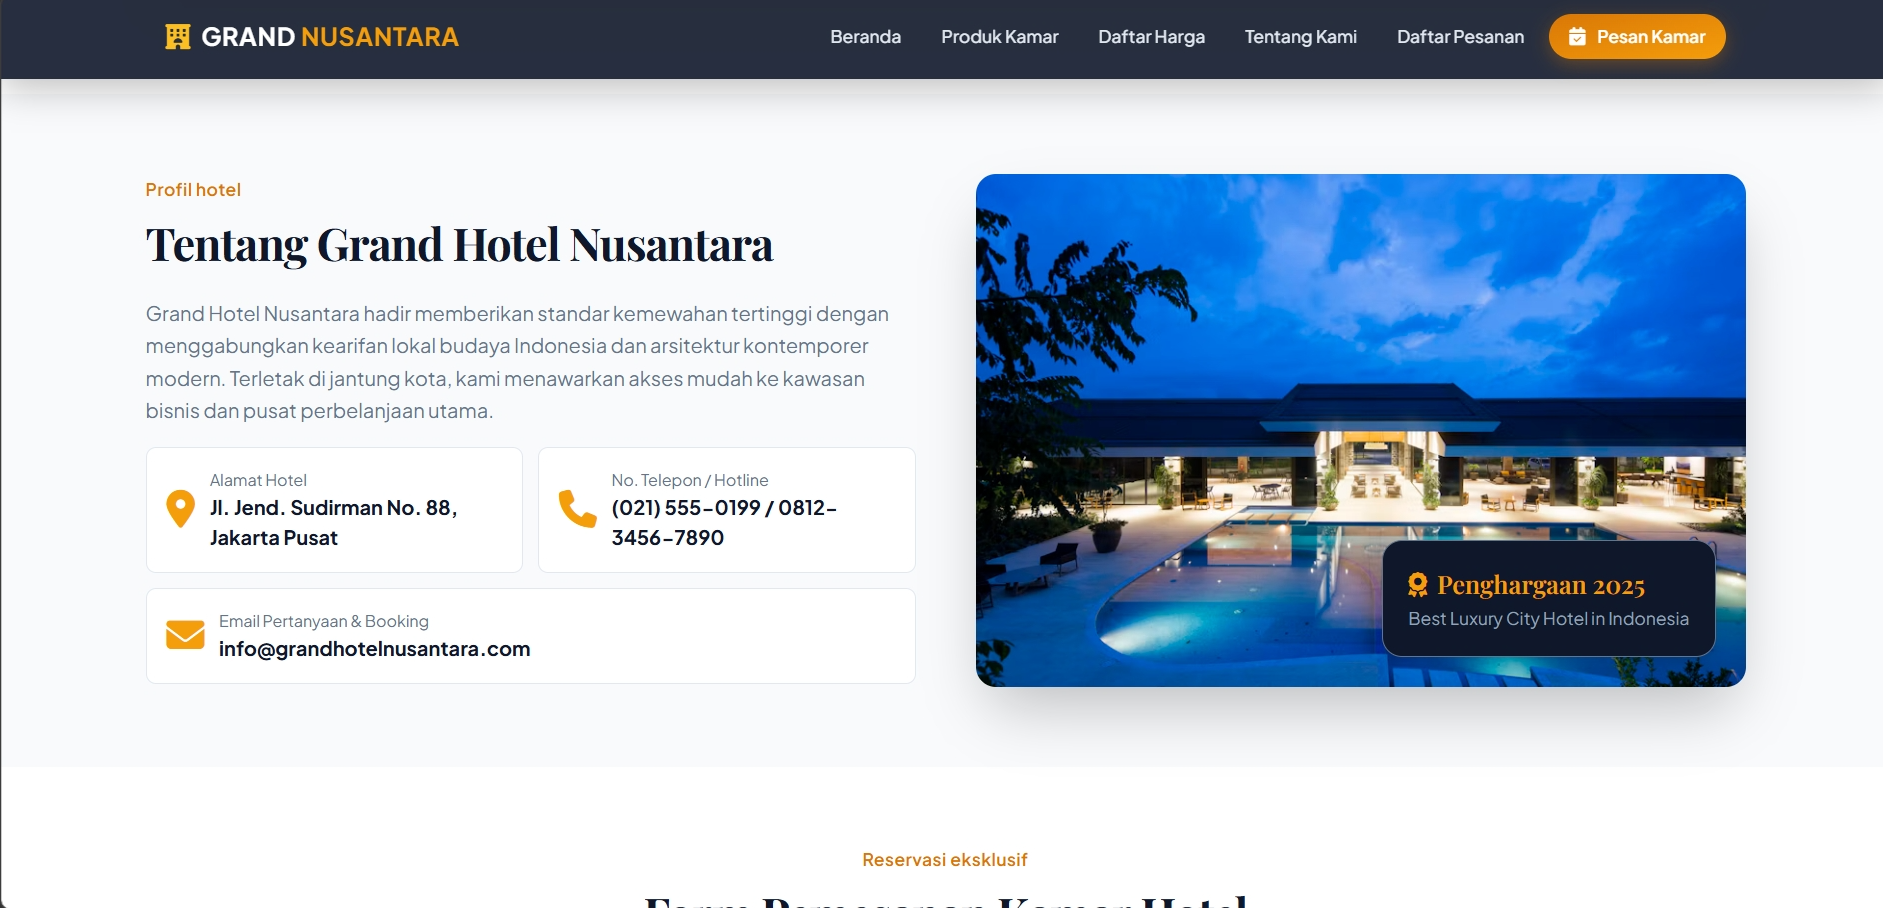 GRAND NUSANTARA
Beranda
Produk Kamar
Daftar Harga
Tentang Kami
Daftar Pesanan
Pesan Kamar
Profil hotel
Tentang Grand Hotel Nusantara
Grand Hotel Nusantara hadir memberikan standar kemewahan tertinggi dengan
menggabungkan kearifan lokal budaya Indonesia dan arsitektur kontemporer
modern. Terletak di jantung kota, kami menawarkan akses mudah ke kawasan
bisnis dan pusat perbelanjaan utama.
Alamat Hotel
Jl. Jend. Sudirman No. 88,
Jakarta Pusat
No. Telepon / Hotline
(021) 555-0199 / 0812-
3456-7890
Email Pertanyaan & Booking
info@grandhotelnusantara.com
Penghargaan 2025
Best Luxury City Hotel in Indonesia
Reservasi eksklusif
Form Pemesanan Kamar Hotel